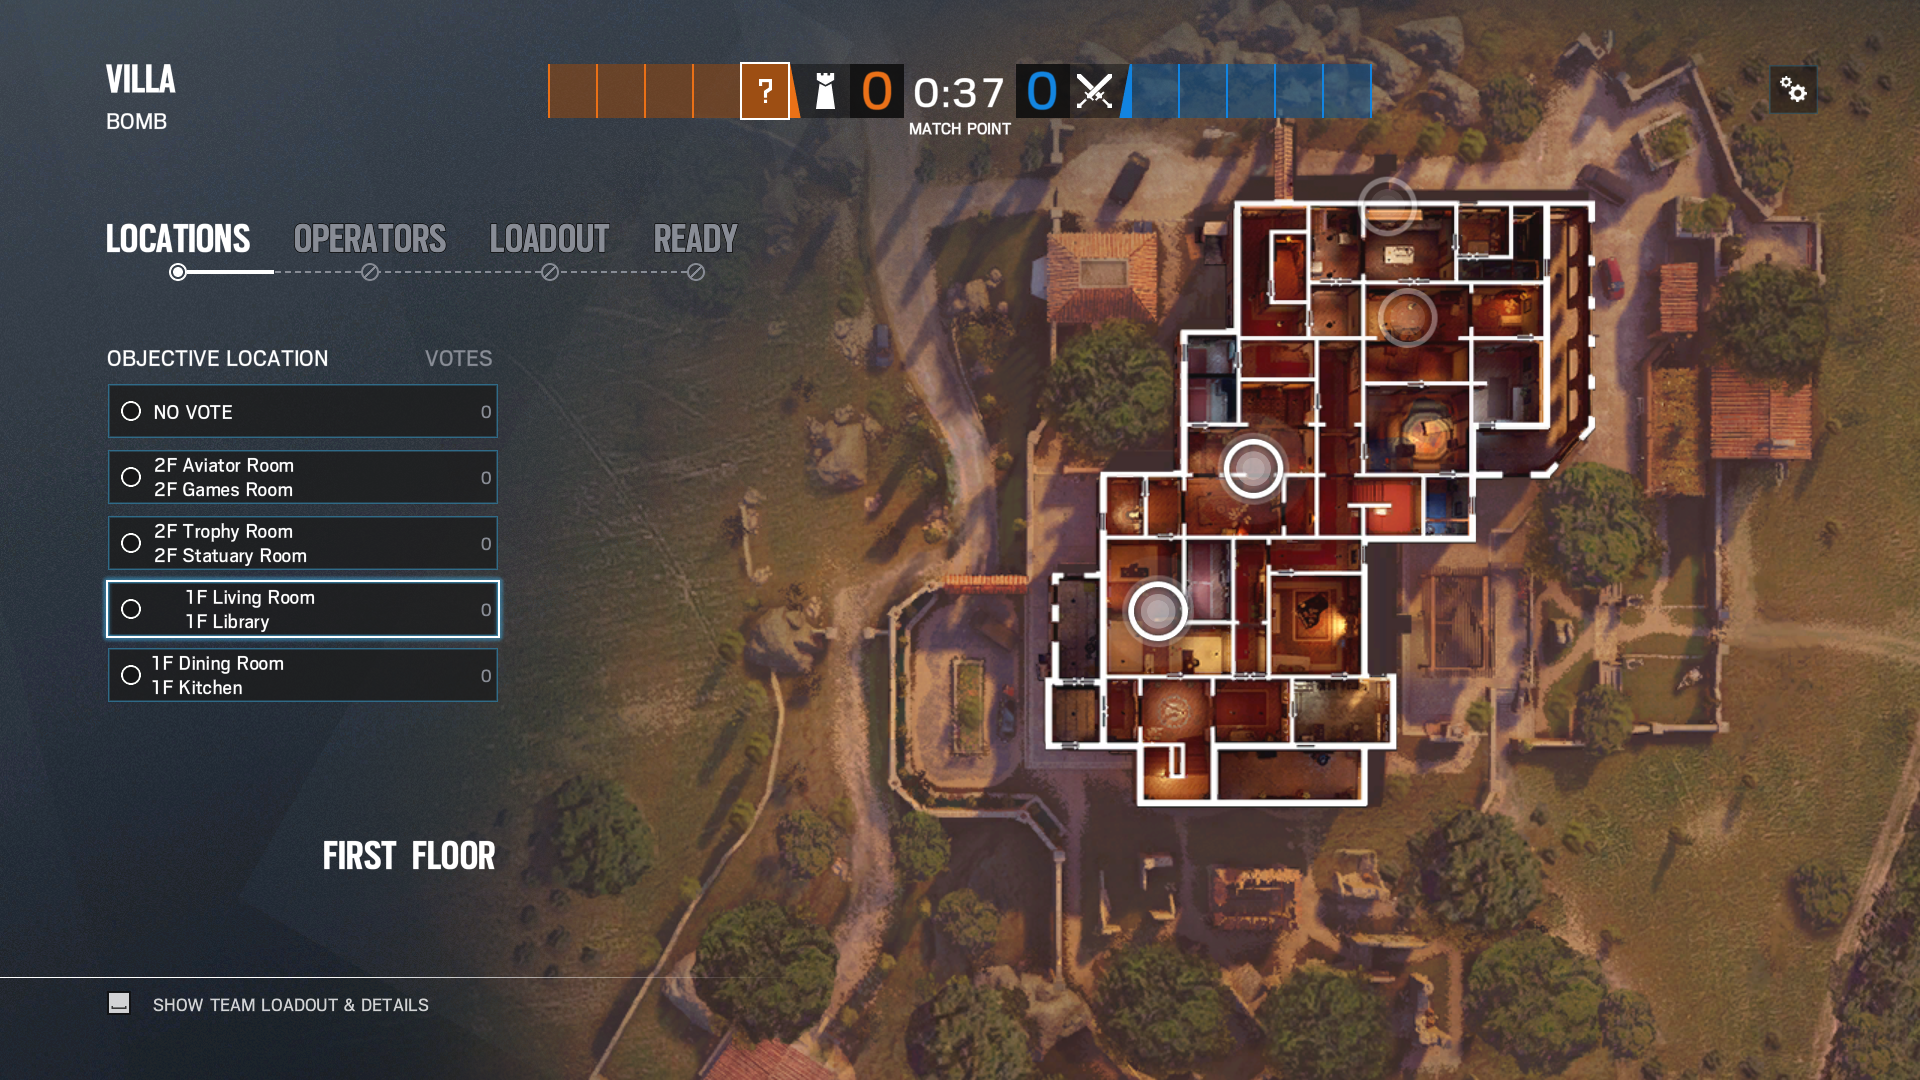 VILLA
BOMB
?
0
0:37
0
MATCH POINT
LOCATIONS
OPERATORS
LOADOUT
READY
OBJECTIVE LOCATION
VOTES
NO VOTE
0
2F Aviator Room
2F Games Room
0
2F Trophy Room
2F Statuary Room
0
1F Living Room
1F Library
0
1F Dining Room
1F Kitchen
0
FIRST FLOOR
SHOW TEAM LOADOUT & DETAILS